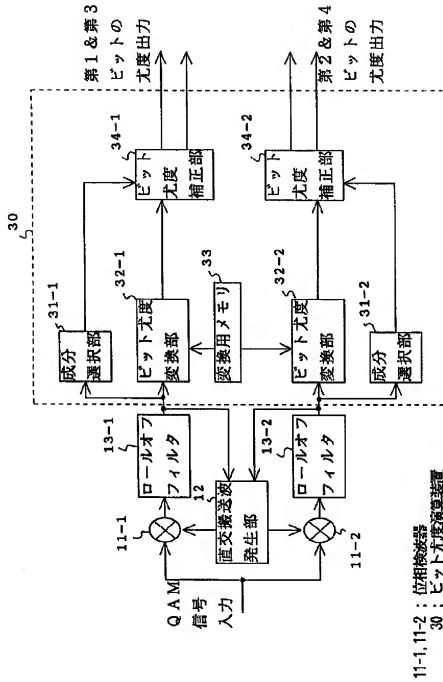 30
31-1
成分
選択部
34-1
ビット
尤度
補正部
第1&第3
ビットの
尤度出力
13-1
ロールオフ
フィルタ
32-1
ビット尤度
変換部
11-1
12
直交搬送波
発生部
33
変換用メモリ
QAM
信号
入力
11-2
13-2
ロールオフ
フィルタ
32-2
ビット尤度
変換部
34-2
ビット
尤度
補正部
第2&第4
ビットの
尤度出力
31-2
成分
選択部
11-1,11-2 : 位相検波器
30 : ビット尤度演算装置